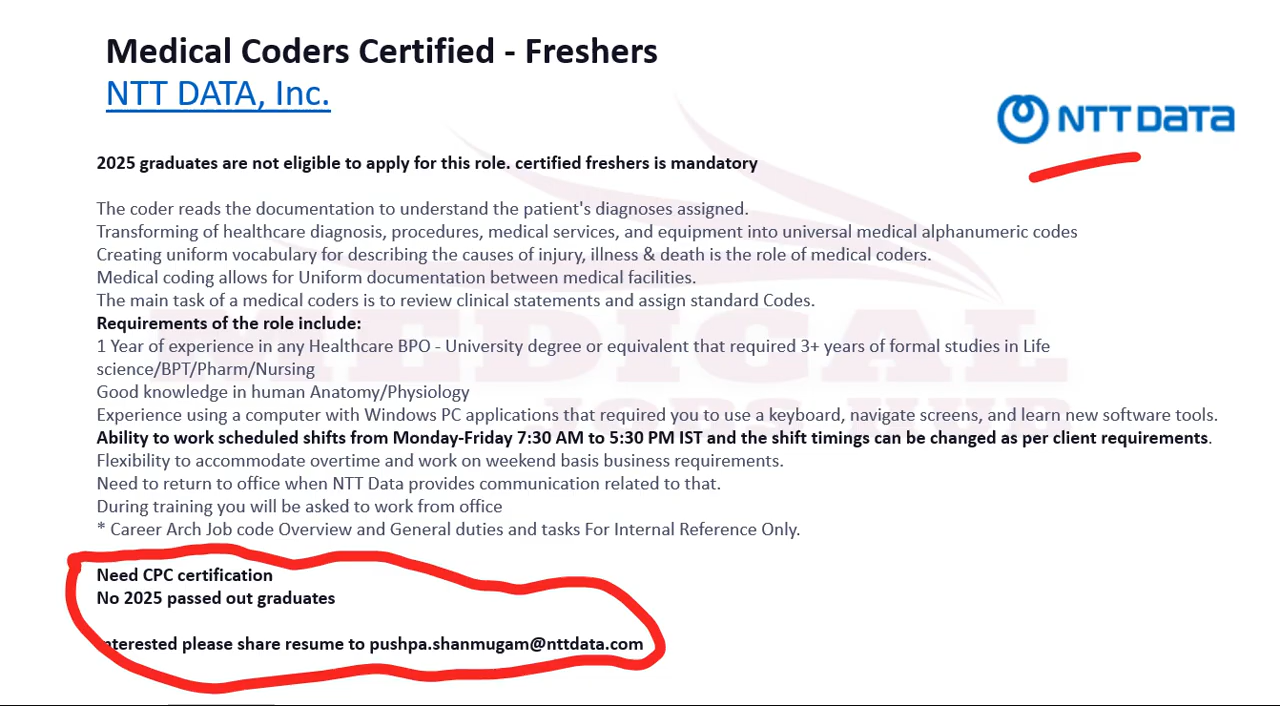 Medical Coders Certified - Freshers
NTT DATA, Inc.
NTT DATA
2025 graduates are not eligible to apply for this role. certified freshers is mandatory
The coder reads the documentation to understand the patient's diagnoses assigned.
Transforming of healthcare diagnosis, procedures, medical services, and equipment into universal medical alphanumeric codes
Creating uniform vocabulary for describing the causes of injury, illness & death is the role of medical coders.
Medical coding allows for Uniform documentation between medical facilities.
The main task of a medical coders is to review clinical statements and assign standard Codes.
Requirements of the role include:
1 Year of experience in any Healthcare BPO - University degree or equivalent that required 3+ years of formal studies in Life
science/BPT/Pharm/Nursing
Good knowledge in human Anatomy/Physiology
Experience using a computer with Windows PC applications that required you to use a keyboard, navigate screens, and learn new software tools.
Ability to work scheduled shifts from Monday-Friday 7:30 AM to 5:30 PM IST and the shift timings can be changed as per client requirements.
Flexibility to accommodate overtime and work on weekend basis business requirements.
Need to return to office when NTT Data provides communication related to that.
During training you will be asked to work from office
* Career Arch Job code Overview and General duties and tasks For Internal Reference Only.
MEDICAL
JOBS HUB
Need CPC certification
No 2025 passed out graduates
nterested please share resume to pushpa.shanmugam@nttdata.com